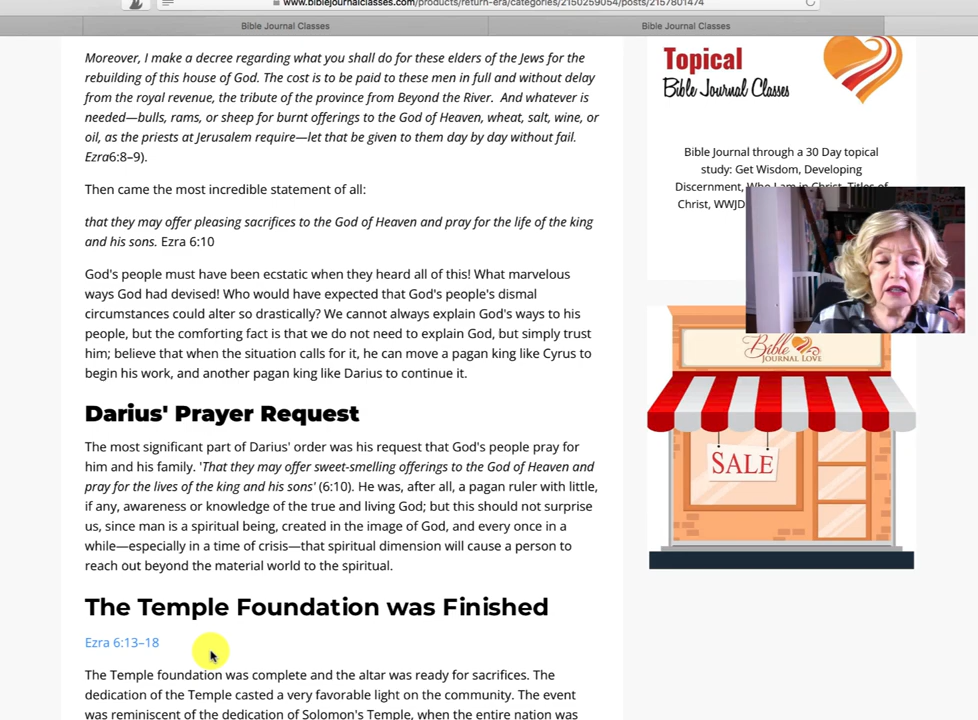 www.biblejournalclasses.com/products/return-era/categories/2150259054/posts/2157801474
Bible Journal Classes
Bible Journal Classes
Moreover, I make a decree regarding what you shall do for these elders of the Jews for the
rebuilding of this house of God. The cost is to be paid to these men in full and without delay
from the royal revenue, the tribute of the province from Beyond the River.  And whatever is
needed—bulls, rams, or sheep for burnt offerings to the God of Heaven, wheat, salt, wine, or
oil, as the priests at Jerusalem require—let that be given to them day by day without fail.
Ezra6:8–9).
Then came the most incredible statement of all:
that they may offer pleasing sacrifices to the God of Heaven and pray for the life of the king
and his sons. Ezra 6:10
God's people must have been ecstatic when they heard all of this! What marvelous
ways God had devised! Who would have expected that God's people's dismal
circumstances could alter so drastically? We cannot always explain God's ways to his
people, but the comforting fact is that we do not need to explain God, but simply trust
him; believe that when the situation calls for it, he can move a pagan king like Cyrus to
begin his work, and another pagan king like Darius to continue it.
Darius' Prayer Request
The most significant part of Darius' order was his request that God's people pray for
him and his family. 'That they may offer sweet-smelling offerings to the God of Heaven and
pray for the lives of the king and his sons' (6:10). He was, after all, a pagan ruler with little,
if any, awareness or knowledge of the true and living God; but this should not surprise
us, since man is a spiritual being, created in the image of God, and every once in a
while—especially in a time of crisis—that spiritual dimension will cause a person to
reach out beyond the material world to the spiritual.
The Temple Foundation was Finished
Ezra 6:13–18
The Temple foundation was complete and the altar was ready for sacrifices. The
dedication of the Temple casted a very favorable light on the community. The event
was reminiscent of the dedication of Solomon's Temple, when the entire nation was
Topical
Bible Journal Classes
Bible Journal through a 30 Day topical
study: Get Wisdom, Developing
Discernment, Who I am in Christ, Titles of
Christ, WWJD
Bible
JOURNAL LOVE
SALE